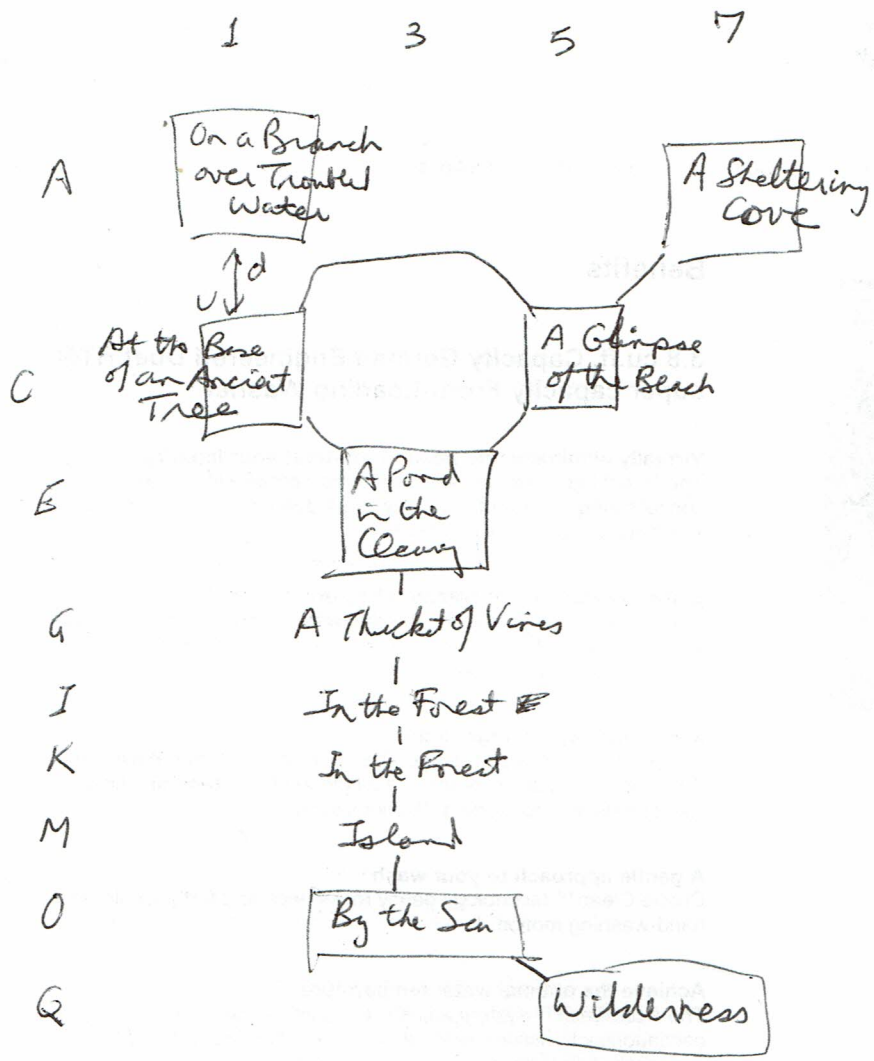 1 3 5 7
A
On a Branch
over Troubled
Water
A Sheltering
Cove
d
U
C
At the Base
of an Ancient
Tree
A Glimpse
of the Beach
E
A Pond
in the
Clearing
G
A Thicket of Vines
I
In the Forest
K
In the Forest
M
Island
O
By the Sea
Q
Wilderness